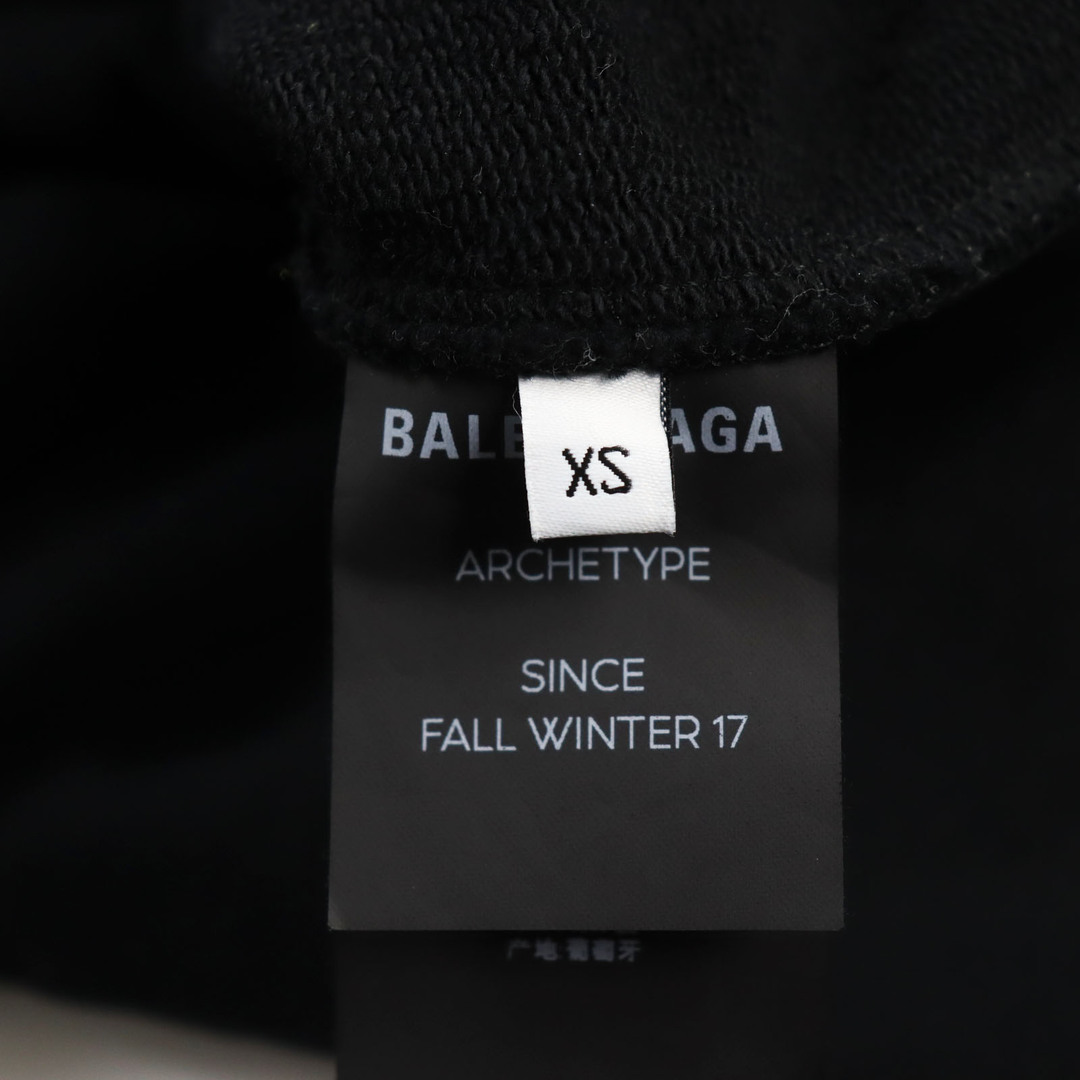 BALE AGA
XS
ARCHETYPE
SINCE
FALL WINTER 17
产地 葡萄牙